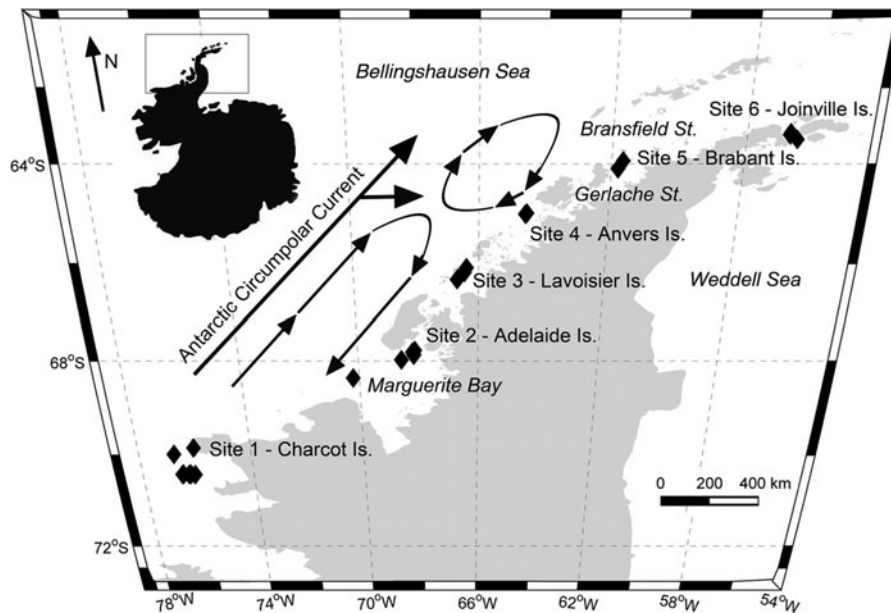 N
Bellingshausen Sea
Site 6 - Joinville Is.
Bransfield St.
64°S
Site 5 - Brabant Is.
Gerlache St.
Antarctic Circumpolar Current
Site 4 - Anvers Is.
Site 3 - Lavoisier Is.
Weddell Sea
Site 2 - Adelaide Is.
68°S
Marguerite Bay
Site 1 - Charcot Is.
0 200 400 km
72°S
78°W 74°W 70°W 66°W 62°W 58°W 54°W